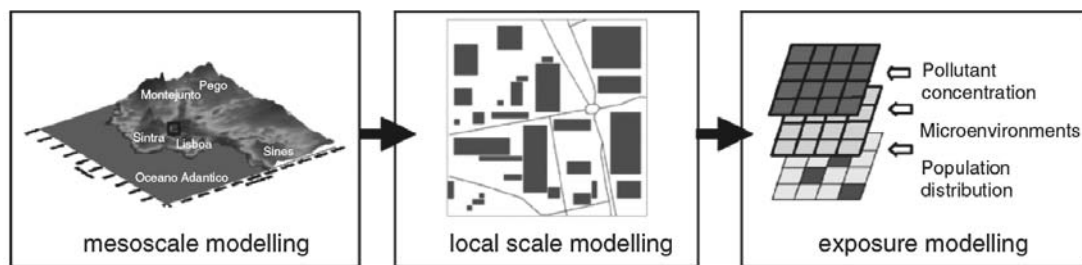 Pego
Montejunto
Sintra
Lisboa
Sines
Oceano Adantico
mesoscale modelling
local scale modelling
Pollutant
concentration
Microenvironments
Population
distribution
exposure modelling